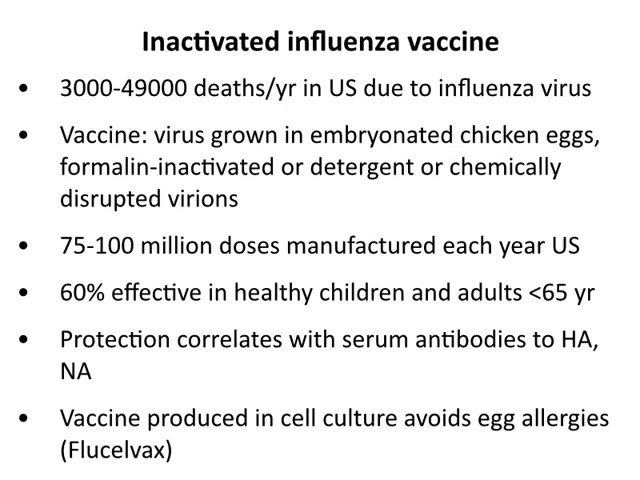 Inactivated influenza vaccine
• 3000-49000 deaths/yr in US due to influenza virus
• Vaccine: virus grown in embryonated chicken eggs,
formalin-inactivated or detergent or chemically
disrupted virions
• 75-100 million doses manufactured each year US
• 60% effective in healthy children and adults <65 yr
• Protection correlates with serum antibodies to HA,
NA
• Vaccine produced in cell culture avoids egg allergies
(Flucelvax)